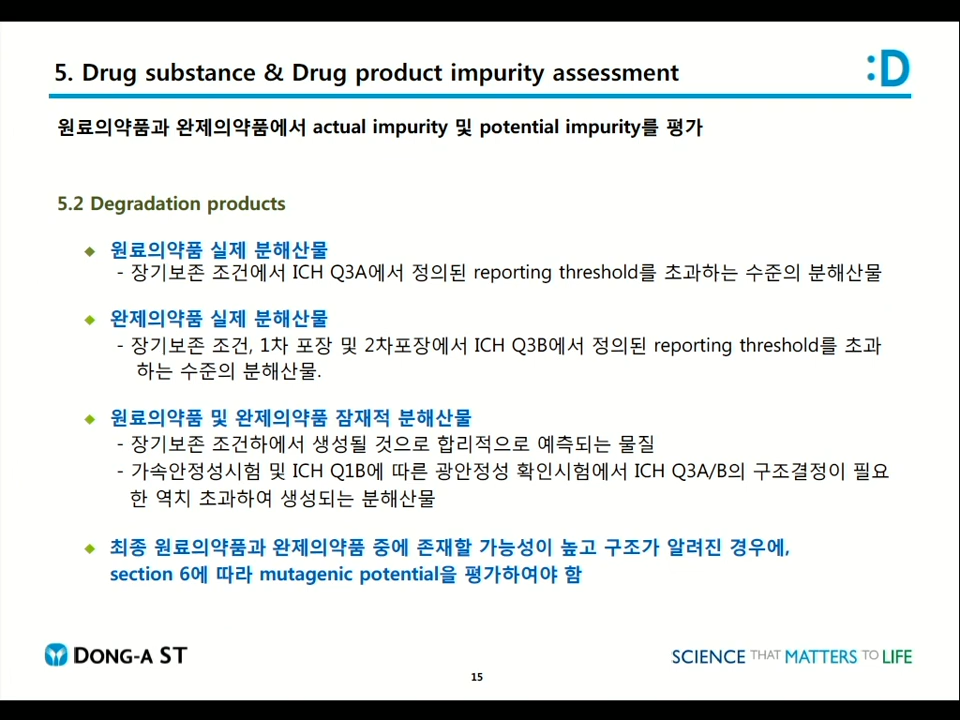 5. Drug substance & Drug product impurity assessment
:D
원료의약품과 완제의약품에서 actual impurity 및 potential impurity를 평가
5.2 Degradation products
◆ 원료의약품 실제 분해산물
- 장기보존 조건에서 ICH Q3A에서 정의된 reporting threshold를 초과하는 수준의 분해산물
◆ 완제의약품 실제 분해산물
- 장기보존 조건, 1차 포장 및 2차포장에서 ICH Q3B에서 정의된 reporting threshold를 초과
하는 수준의 분해산물.
◆ 원료의약품 및 완제의약품 잠재적 분해산물
- 장기보존 조건하에서 생성될 것으로 합리적으로 예측되는 물질
- 가속안정성시험 및 ICH Q1B에 따른 광안정성 확인시험에서 ICH Q3A/B의 구조결정이 필요
한 역치 초과하여 생성되는 분해산물
◆ 최종 원료의약품과 완제의약품 중에 존재할 가능성이 높고 구조가 알려진 경우에,
section 6에 따라 mutagenic potential을 평가하여야 함
DONG-A ST
SCIENCE THAT MATTERS TO LIFE
15